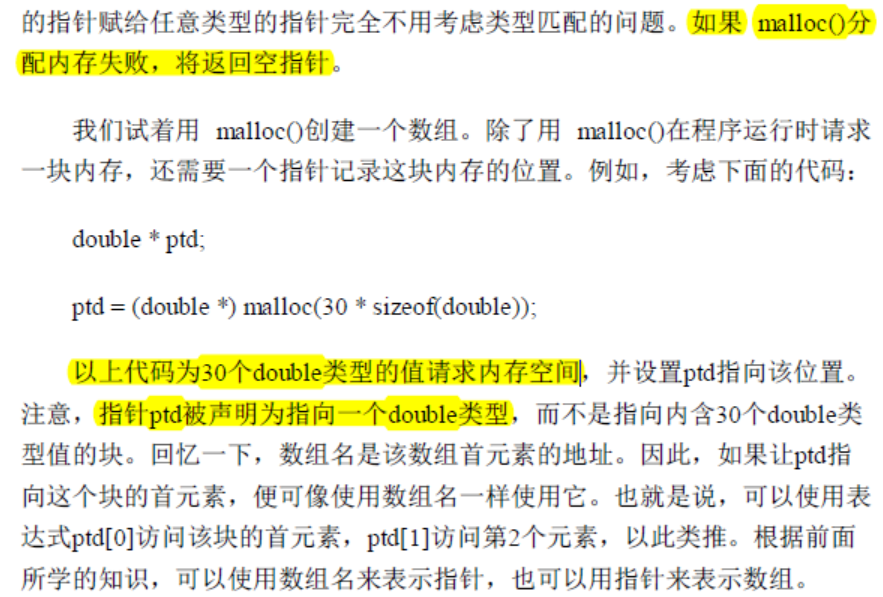 的指针赋给任意类型的指针完全不用考虑类型匹配的问题。如果 malloc()分
配内存失败，将返回空指针。
我们试着用 malloc()创建一个数组。除了用 malloc()在程序运行时请求
一块内存，还需要一个指针记录这块内存的位置。例如，考虑下面的代码：
double * ptd;
ptd = (double *) malloc(30 * sizeof(double));
以上代码为30个double类型的值请求内存空间，并设置ptd指向该位置。
注意，指针ptd被声明为指向一个double类型，而不是指向内含30个double类
型值的块。回忆一下，数组名是该数组首元素的地址。因此，如果让ptd指
向这个块的首元素，便可像使用数组名一样使用它。也就是说，可以使用表
达式ptd[0]访问该块的首元素，ptd[1]访问第2个元素，以此类推。根据前面
所学的知识，可以使用数组名来表示指针，也可以用指针来表示数组。